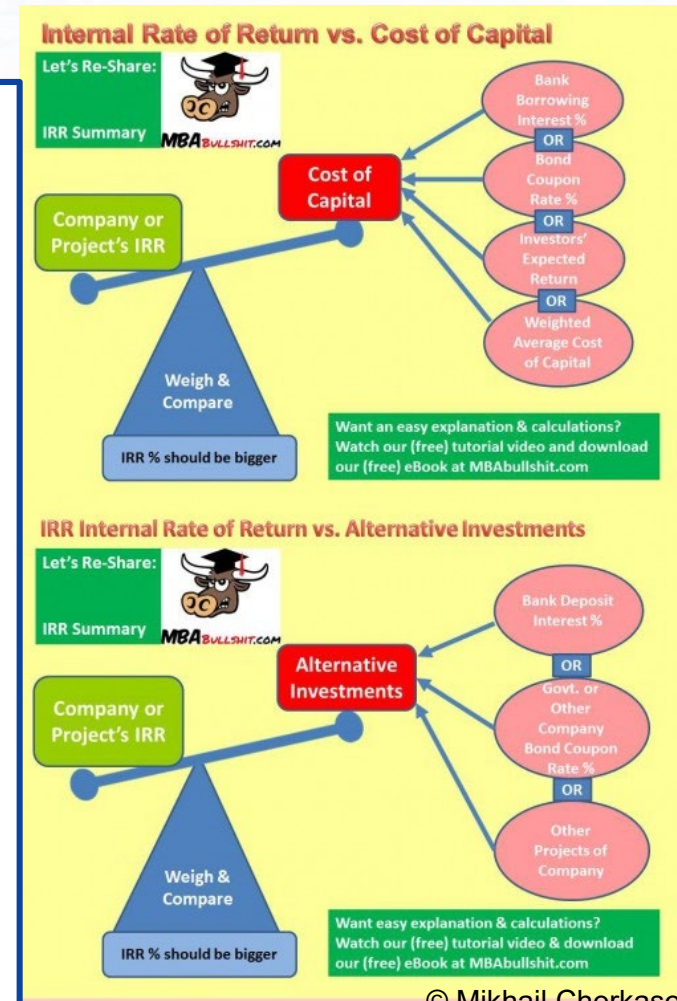 Internal Rate of Return vs. Cost of Capital
Let's Re-Share:
IRR Summary
MBABULLSHIT.COM
Bank
Borrowing
Interest %
OR
Bond
Coupon
Rate %
OR
Investors'
Expected
Return
OR
Weighted
Average Cost
of Capital
Cost of
Capital
Company or
Project's IRR
Weigh &
Compare
IRR % should be bigger
Want an easy explanation & calculations?
Watch our (free) tutorial video and download
our (free) eBook at MBAbullshit.com
IRR Internal Rate of Return vs. Alternative Investments
Let's Re-Share:
IRR Summary
MBABULLSHIT.COM
Bank Deposit
Interest %
OR
Govt. or
Other
Company
Bond Coupon
Rate %
OR
Other
Projects of
Company
Alternative
Investments
Company or
Project's IRR
Weigh &
Compare
IRR % should be bigger
Want easy explanation & calculations?
Watch our (free) tutorial video & download
our (free) eBook at MBAbullshit.com
© Mikhail